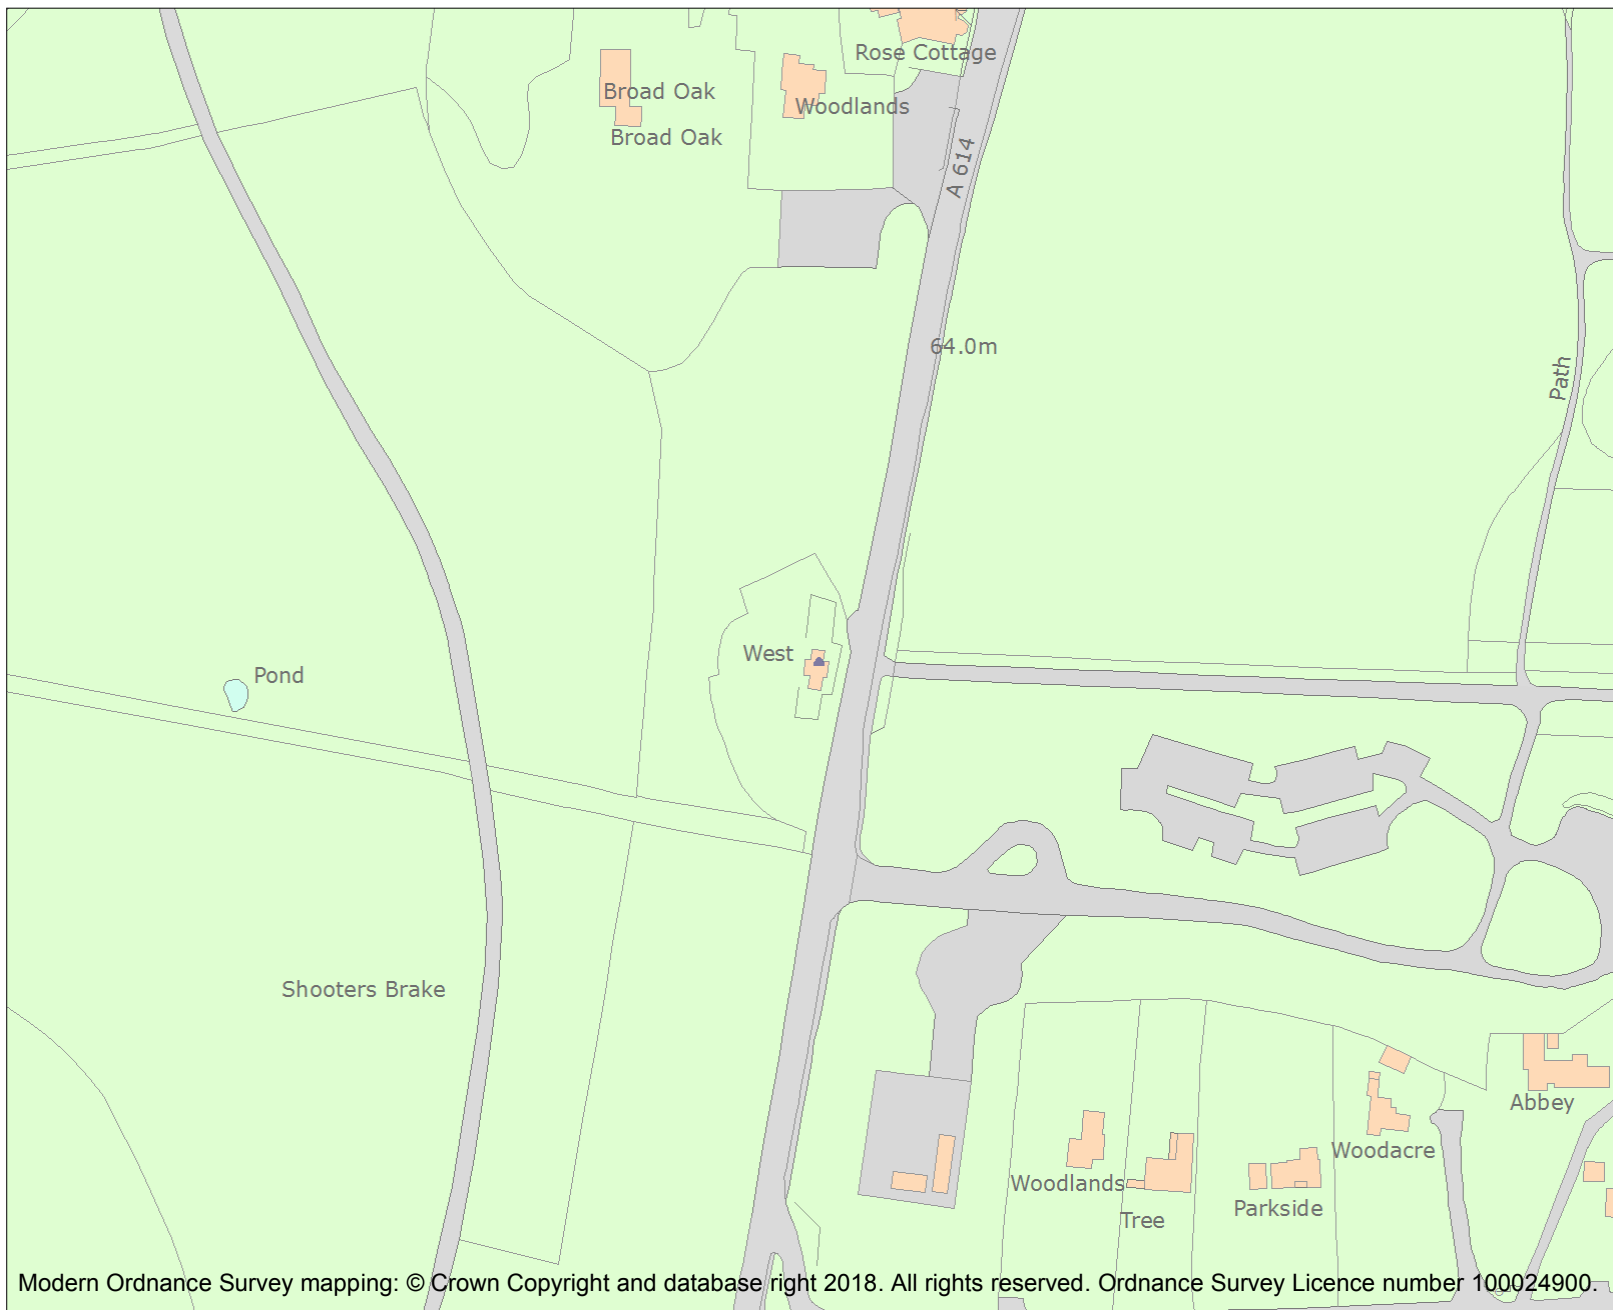 Rose Cottage
Broad Oak
Woodlands
Broad Oak
A 614
64.0m
Path
West
Pond
Shooters Brake
Abbey
Woodacre
Woodlands
Parkside
Tree
Modern Ordnance Survey mapping: © Crown Copyright and database right 2018. All rights reserved. Ordnance Survey Licence number 100024900.